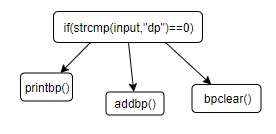 if(strcmp(input,"dp")==0)
printbp()
addbp()
bpclear()